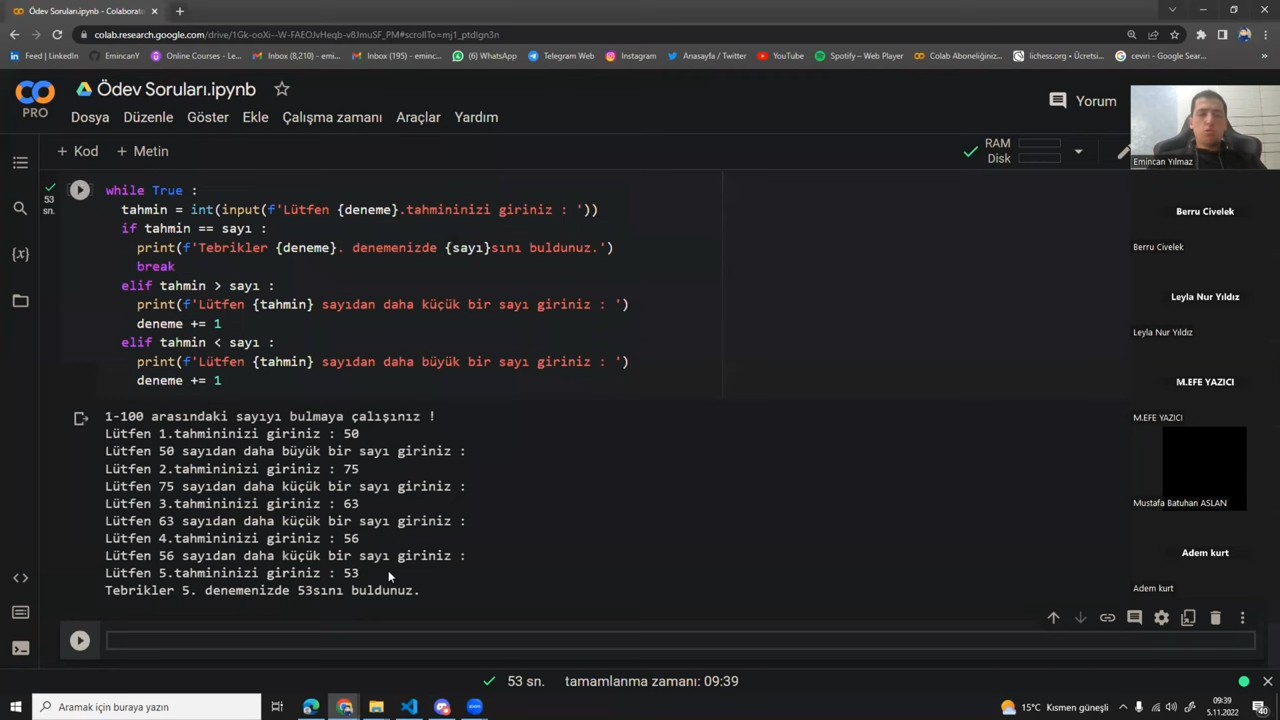 Ödev Soruları.ipynb - Colaborato
colab.research.google.com/drive/1Gk-ooXi--W-FAEOJvHeqb-v8JmuSF_PM#scrollTo=mj1_ptdIgn3n
Feed | LinkedIn
EmincanY
Online Courses - Le...
Inbox (8,210) - emi...
Inbox (195) - eminc...
(6) WhatsApp
Telegram Web
Instagram
Anasayfa / Twitter
YouTube
Spotify – Web Player
Colab Aboneliğiniz...
lichess.org • Ücretsi...
ceviri - Google Sear...
PRO
Ödev Soruları.ipynb
Dosya Düzenle Göster Ekle Çalışma zamanı Araçlar Yardım
Yorum
+ Kod + Metin
RAM
Disk
Emincan Yılmaz
53
sn.
while True :
tahmin = int(input(f'Lütfen {deneme}.tahmininizi giriniz : '))
if tahmin == sayı :
print(f'Tebrikler {deneme}. denemenizde {sayı}sını buldunuz.')
break
elif tahmin > sayı :
print(f'Lütfen {tahmin} sayıdan daha küçük bir sayı giriniz : ')
deneme += 1
elif tahmin < sayı :
print(f'Lütfen {tahmin} sayıdan daha büyük bir sayı giriniz : ')
deneme += 1
1-100 arasındaki sayıyı bulmaya çalışınız !
Lütfen 1.tahmininizi giriniz : 50
Lütfen 50 sayıdan daha büyük bir sayı giriniz :
Lütfen 2.tahmininizi giriniz : 75
Lütfen 75 sayıdan daha küçük bir sayı giriniz :
Lütfen 3.tahmininizi giriniz : 63
Lütfen 63 sayıdan daha küçük bir sayı giriniz :
Lütfen 4.tahmininizi giriniz : 56
Lütfen 56 sayıdan daha küçük bir sayı giriniz :
Lütfen 5.tahmininizi giriniz : 53
Tebrikler 5. denemenizde 53sını buldunuz.
Berru Civelek
Berru Civelek
Leyla Nur Yıldız
Leyla Nur Yıldız
M.EFE YAZICI
M.EFE YAZICI
Mustafa Batuhan ASLAN
Adem kurt
Adem kurt
53 sn. tamamlanma zamanı: 09:39
Aramak için buraya yazın
15°C Kısmen güneşli
09:39
5.11.2022
40